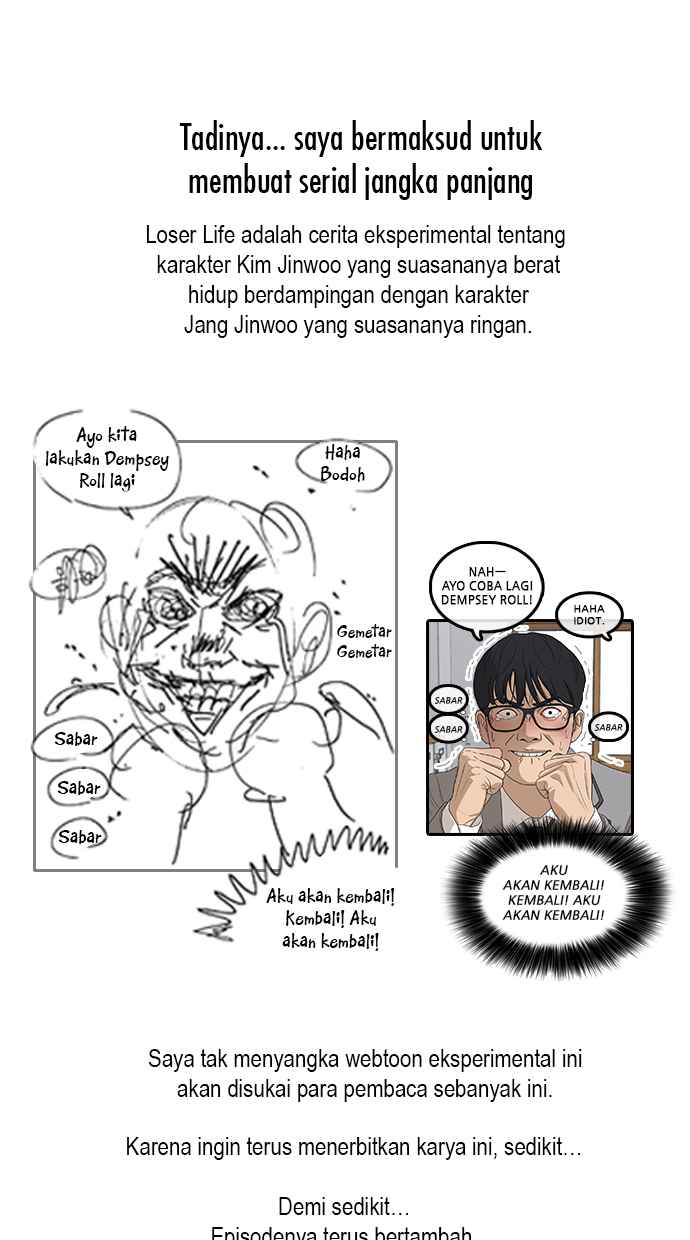 Tadinya... saya bermaksud untuk
membuat serial jangka panjang
Loser Life adalah cerita eksperimental tentang
karakter Kim Jinwoo yang suasananya berat
hidup berdampingan dengan karakter
Jang Jinwoo yang suasananya ringan.
Ayo kita
lakukan Dempsey
Roll lagi
Haha
Bodoh
Gemetar
Gemetar
Sabar
Sabar
Sabar
Aku akan kembali!
Kembali! Aku
akan kembali!
NAH—
AYO COBA LAGI
DEMPSEY ROLL!
HAHA
IDIOT.
SABAR
SABAR
SABAR
AKU
AKAN KEMBALI!
KEMBALI! AKU
AKAN KEMBALI!
Saya tak menyangka webtoon eksperimental ini
akan disukai para pembaca sebanyak ini.
Karena ingin terus menerbitkan karya ini, sedikit…
Demi sedikit…
Episodenya terus bertambah